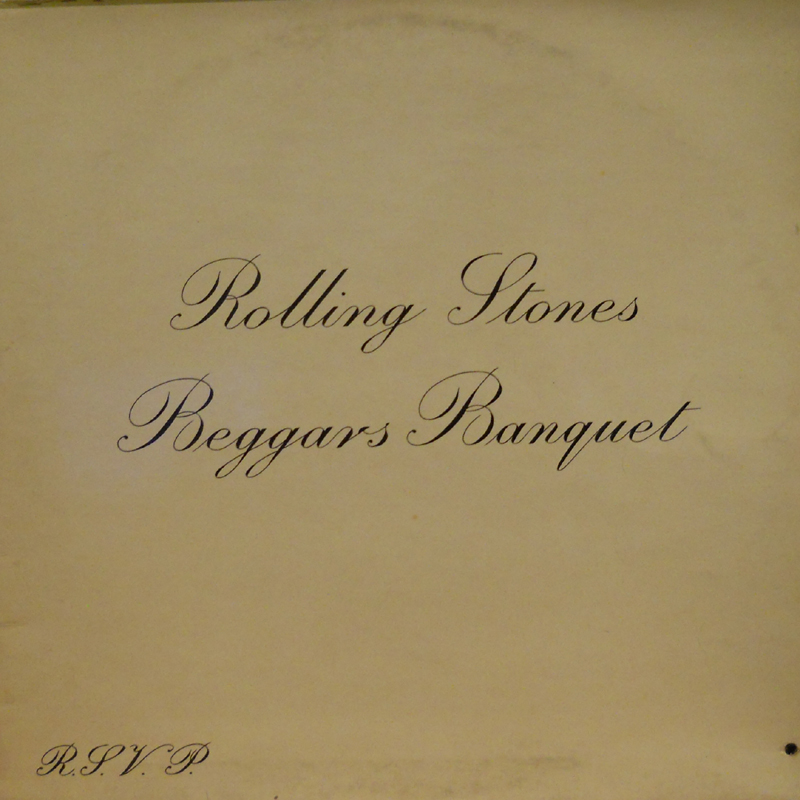 Rolling Stones
Beggars Banquet
R.S.V.P.